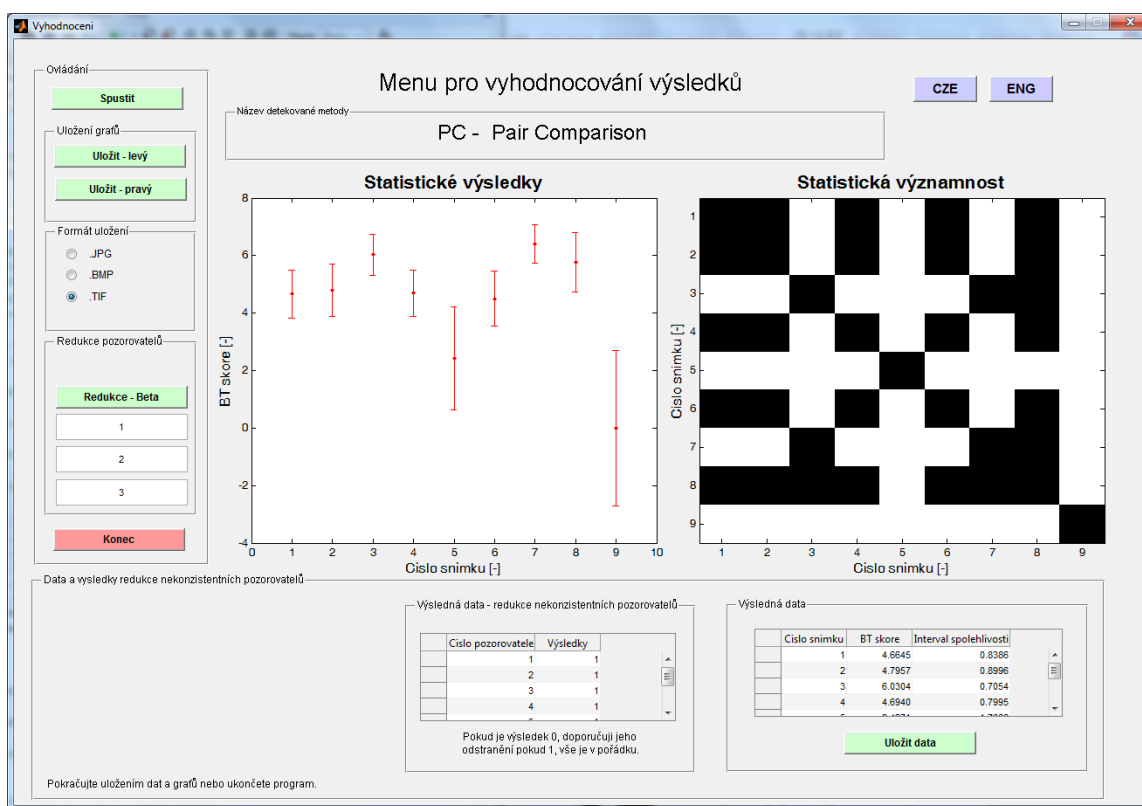 Vyhodnoceni
Ovládání
Spustit
Uložení grafů
Uložit - levý
Uložit - pravý
Formát uložení
.JPG
.BMP
.TIF
Redukce pozorovatelů
Redukce - Beta
1
2
3
Konec
Menu pro vyhodnocování výsledků
CZE
ENG
Název detekované metody
PC - Pair Comparison
Statistické výsledky
BT skore [-]
8
6
4
2
0
-2
-4
0 1 2 3 4 5 6 7 8 9 10
Cislo snimku [-]
Statistická významnost
Cislo snimku [-]
1
2
3
4
5
6
7
8
9
1 2 3 4 5 6 7 8 9
Cislo snimku [-]
Data a vysledky redukce nekonzistentních pozorovatelů
Výsledná data - redukce nekonzistentních pozorovatelů
Cislo pozorovatele Výsledky
1 1
2 1
3 1
4 1
Pokud je výsledek 0, doporučuji jeho
odstranění pokud 1, vše je v pořádku.
Výsledná data
Cislo snimku BT skore Interval spolehlivosti
1 4.6645 0.8386
2 4.7957 0.8996
3 6.0304 0.7054
4 4.6940 0.7995
Uložit data
Pokračujte uložením dat a grafů nebo ukončete program.